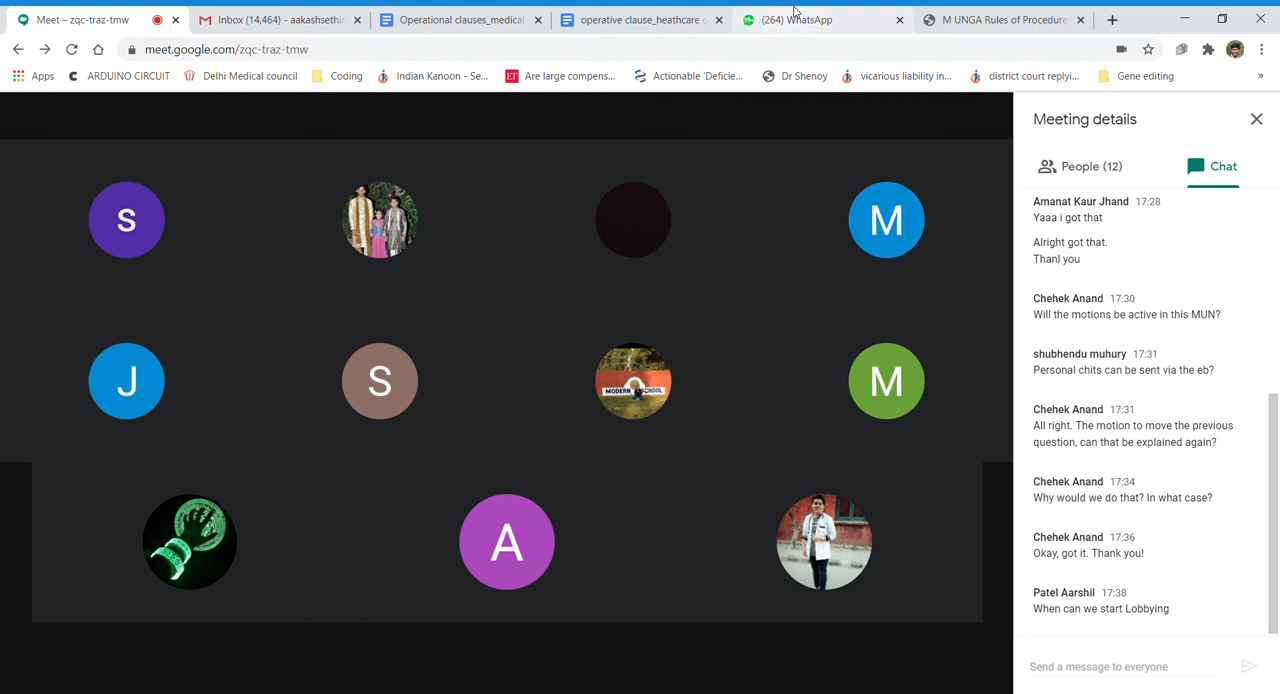 Meet – zqc-traz-tmw
Inbox (14,464) - aakashsethin
Operational clauses_medical
operative clause_heathcare c
(264) WhatsApp
M UNGA Rules of Procedure
meet.google.com/zqc-traz-tmw
Apps
ARDUINO CIRCUIT
Delhi Medical council
Coding
Indian Kanoon - Se...
ET
Are large compens...
Actionable 'Deficie...
Dr Shenoy
vicarious liability in...
district court replyi...
Gene editing
»
Meeting details
People (12)
Chat
s
M
J
S
MODERN SCHOOL
M
A
Amanat Kaur Jhand 17:28
Yaaa i got that
Alright got that.
Thanl you
Chehek Anand 17:30
Will the motions be active in this MUN?
shubhendu muhury 17:31
Personal chits can be sent via the eb?
Chehek Anand 17:31
All right. The motion to move the previous
question, can that be explained again?
Chehek Anand 17:34
Why would we do that? In what case?
Chehek Anand 17:36
Okay, got it. Thank you!
Patel Aarshil 17:38
When can we start Lobbying
Send a message to everyone